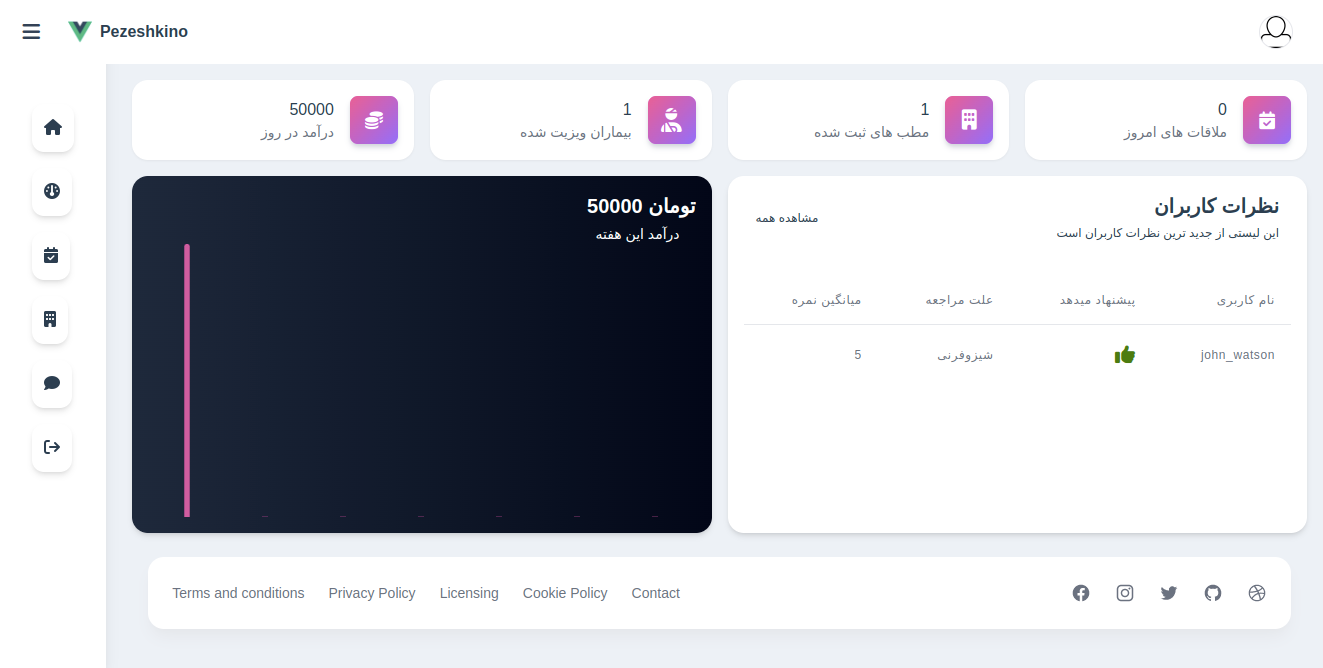 Pezeshkino
0
ملاقات های امروز
1
مطب های ثبت شده
1
بیماران ویزیت شده
50000
درآمد در روز
نظرات کاربران
این لیستی از جدید ترین نظرات کاربران است
مشاهده همه
نام کاربری پیشنهاد میدهد علت مراجعه میانگین نمره
john_watson شیزوفرنی 5
تومان 50000
درآمد این هفته
Terms and conditions Privacy Policy Licensing Cookie Policy Contact